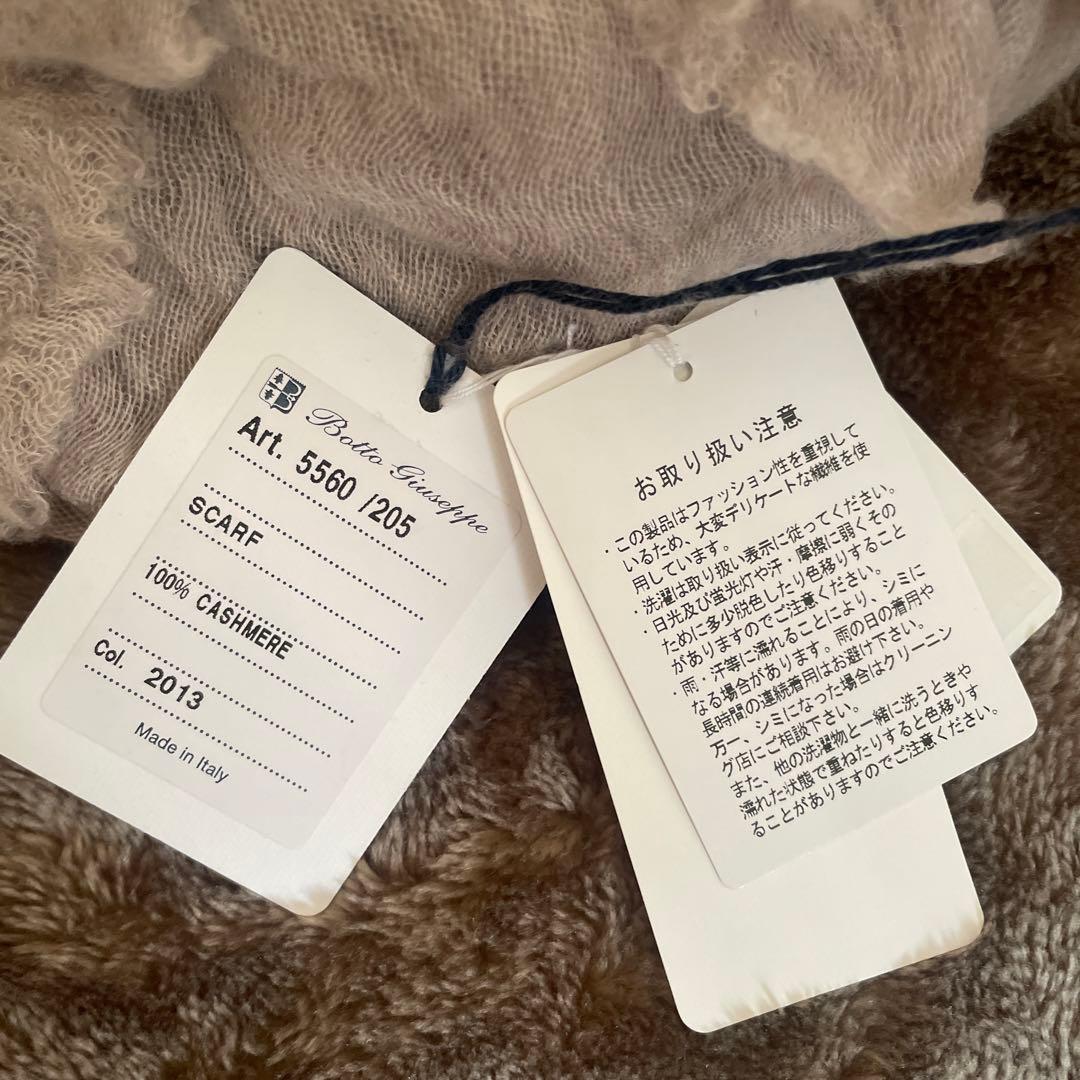 Botto Giuseppe
Art. 5560 /205
SCARF
100% CASHMERE
Col. 2013
Made in Italy
お取り扱い注意
・この製品はファッション性を重視して
いるため、大変デリケートな繊維を使
用しています。
・洗濯は取り扱い表示に従ってください。
・日光及び蛍光灯や汗・摩擦に弱くその
ために多少脱色したり色移りすること
がありますのでご注意ください。
・雨・汗等に濡れることにより、シミに
なる場合があります。雨の日の着用や
長時間の連続着用はお避け下さい。
万一、シミになった場合はクリーニン
グ店にご相談下さい。
また、他の洗濯物と一緒に洗うときや
濡れた状態で重ねたりすると色移りす
ることがありますのでご注意ください。